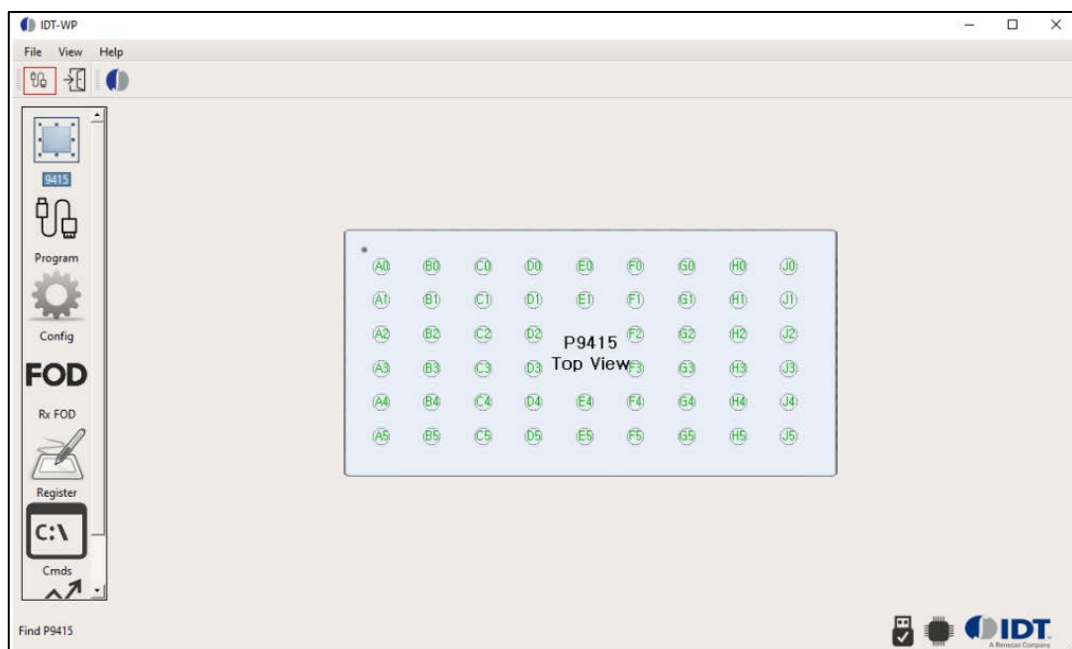 IDT-WP
File View Help
9415
Program
Config
FOD
Rx FOD
Register
C:\
Cmds
A0 B0 C0 D0 E0 F0 G0 H0 J0
A1 B1 C1 D1 E1 F1 G1 H1 J1
A2 B2 C2 D2 F2 G2 H2 J2
P9415
Top View
A3 B3 C3 D3 F3 G3 H3 J3
A4 B4 C4 D4 E4 F4 G4 H4 J4
A5 B5 C5 D5 E5 F5 G5 H5 J5
Find P9415
IDT
A Renesas Company